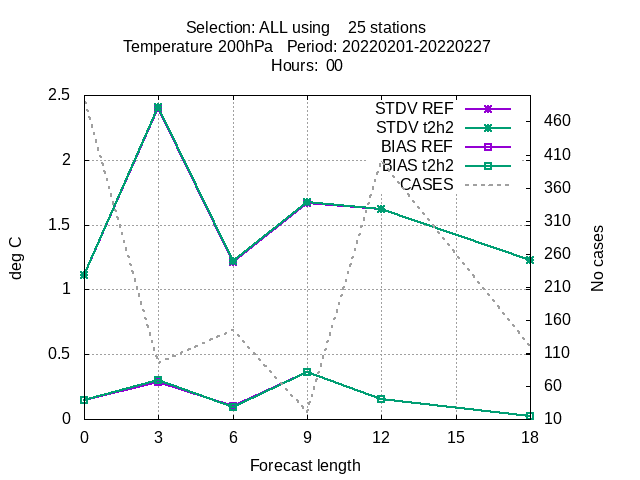 Selection: ALL using    25 stations
Temperature 200hPa   Period: 20220201-20220227
Hours:  00
2.5
2
1.5
1
0.5
0
deg C
STDV REF
STDV t2h2
BIAS REF
BIAS t2h2
CASES
460
410
360
310
260
210
160
110
60
10
No cases
0 3 6 9 12 15 18
Forecast length